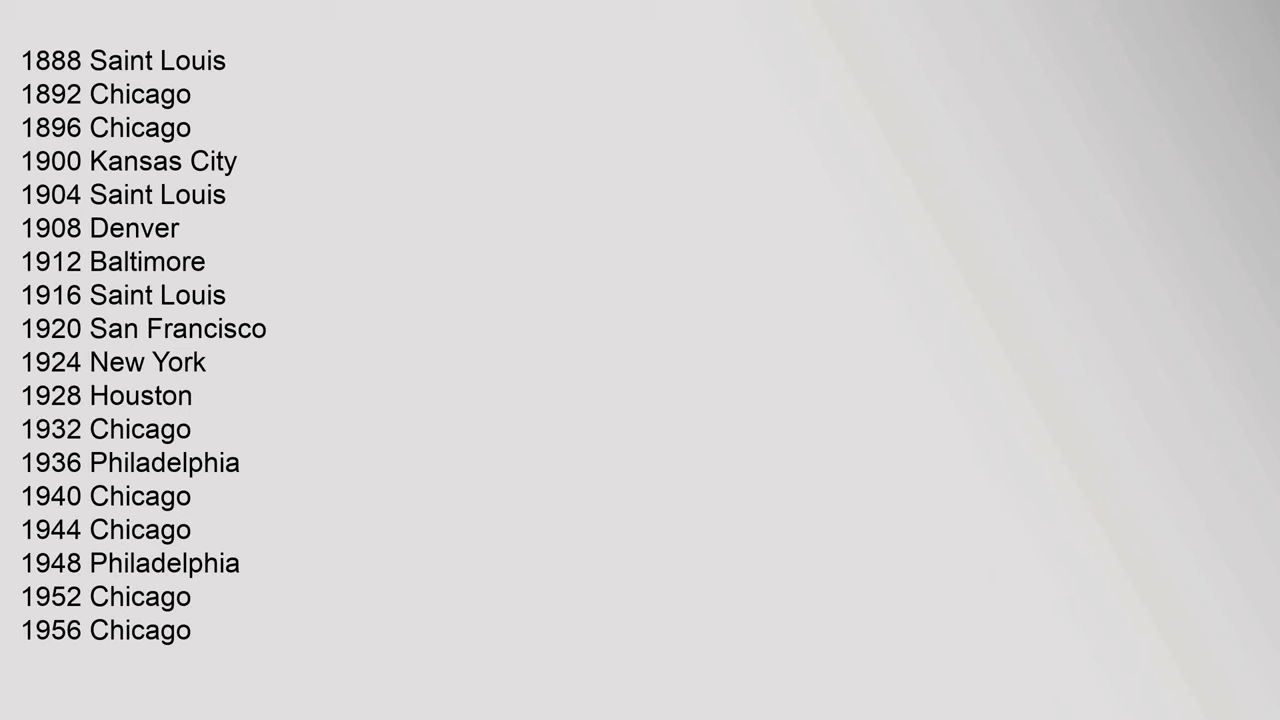 1888 Saint Louis
1892 Chicago
1896 Chicago
1900 Kansas City
1904 Saint Louis
1908 Denver
1912 Baltimore
1916 Saint Louis
1920 San Francisco
1924 New York
1928 Houston
1932 Chicago
1936 Philadelphia
1940 Chicago
1944 Chicago
1948 Philadelphia
1952 Chicago
1956 Chicago